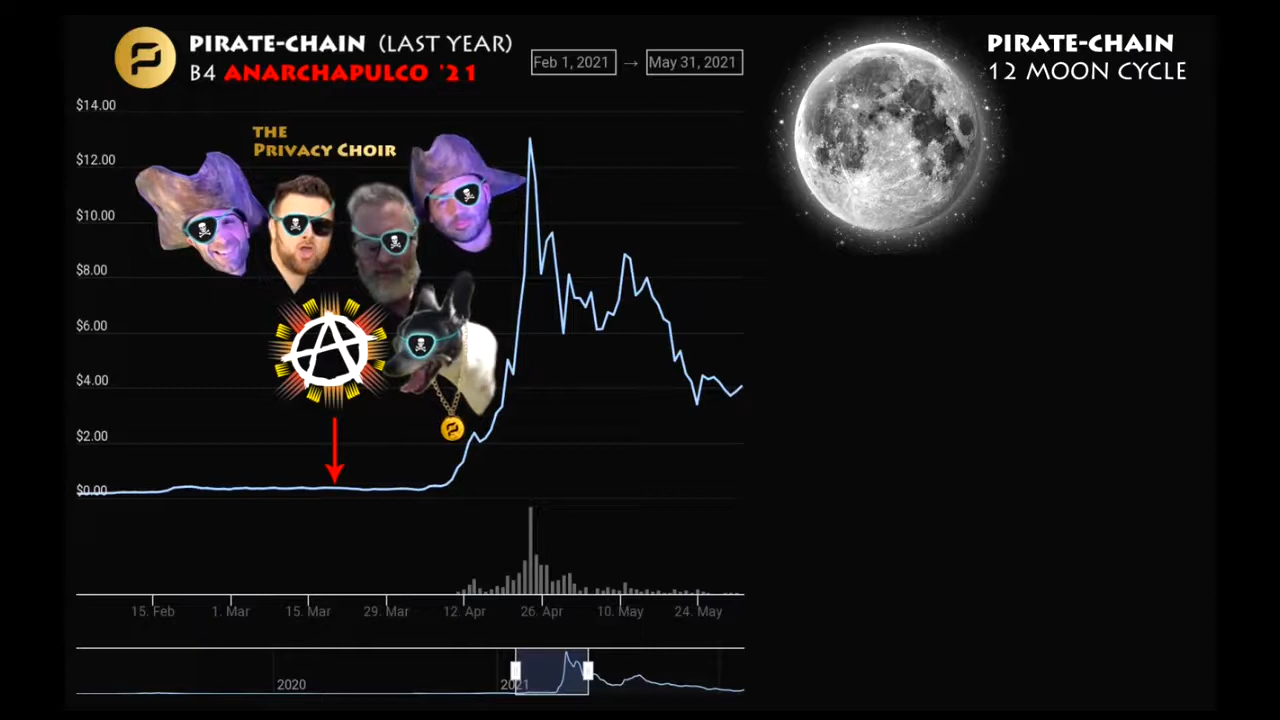 PIRATE-CHAIN (LAST YEAR)
B4 ANARCHAPULCO '21
Feb 1, 2021 → May 31, 2021
PIRATE-CHAIN
12 MOON CYCLE
$14.00
THE
PRIVACY CHOIR
$12.00
$10.00
$8.00
$6.00
$4.00
$2.00
$0.00
15. Feb 1. Mar 15. Mar 29. Mar 12. Apr 26. Apr 10. May 24. May
2020 2021